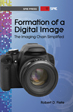 Formation of a
Digital Image
The Imaging Chain Simplified
Robert D. Fiete